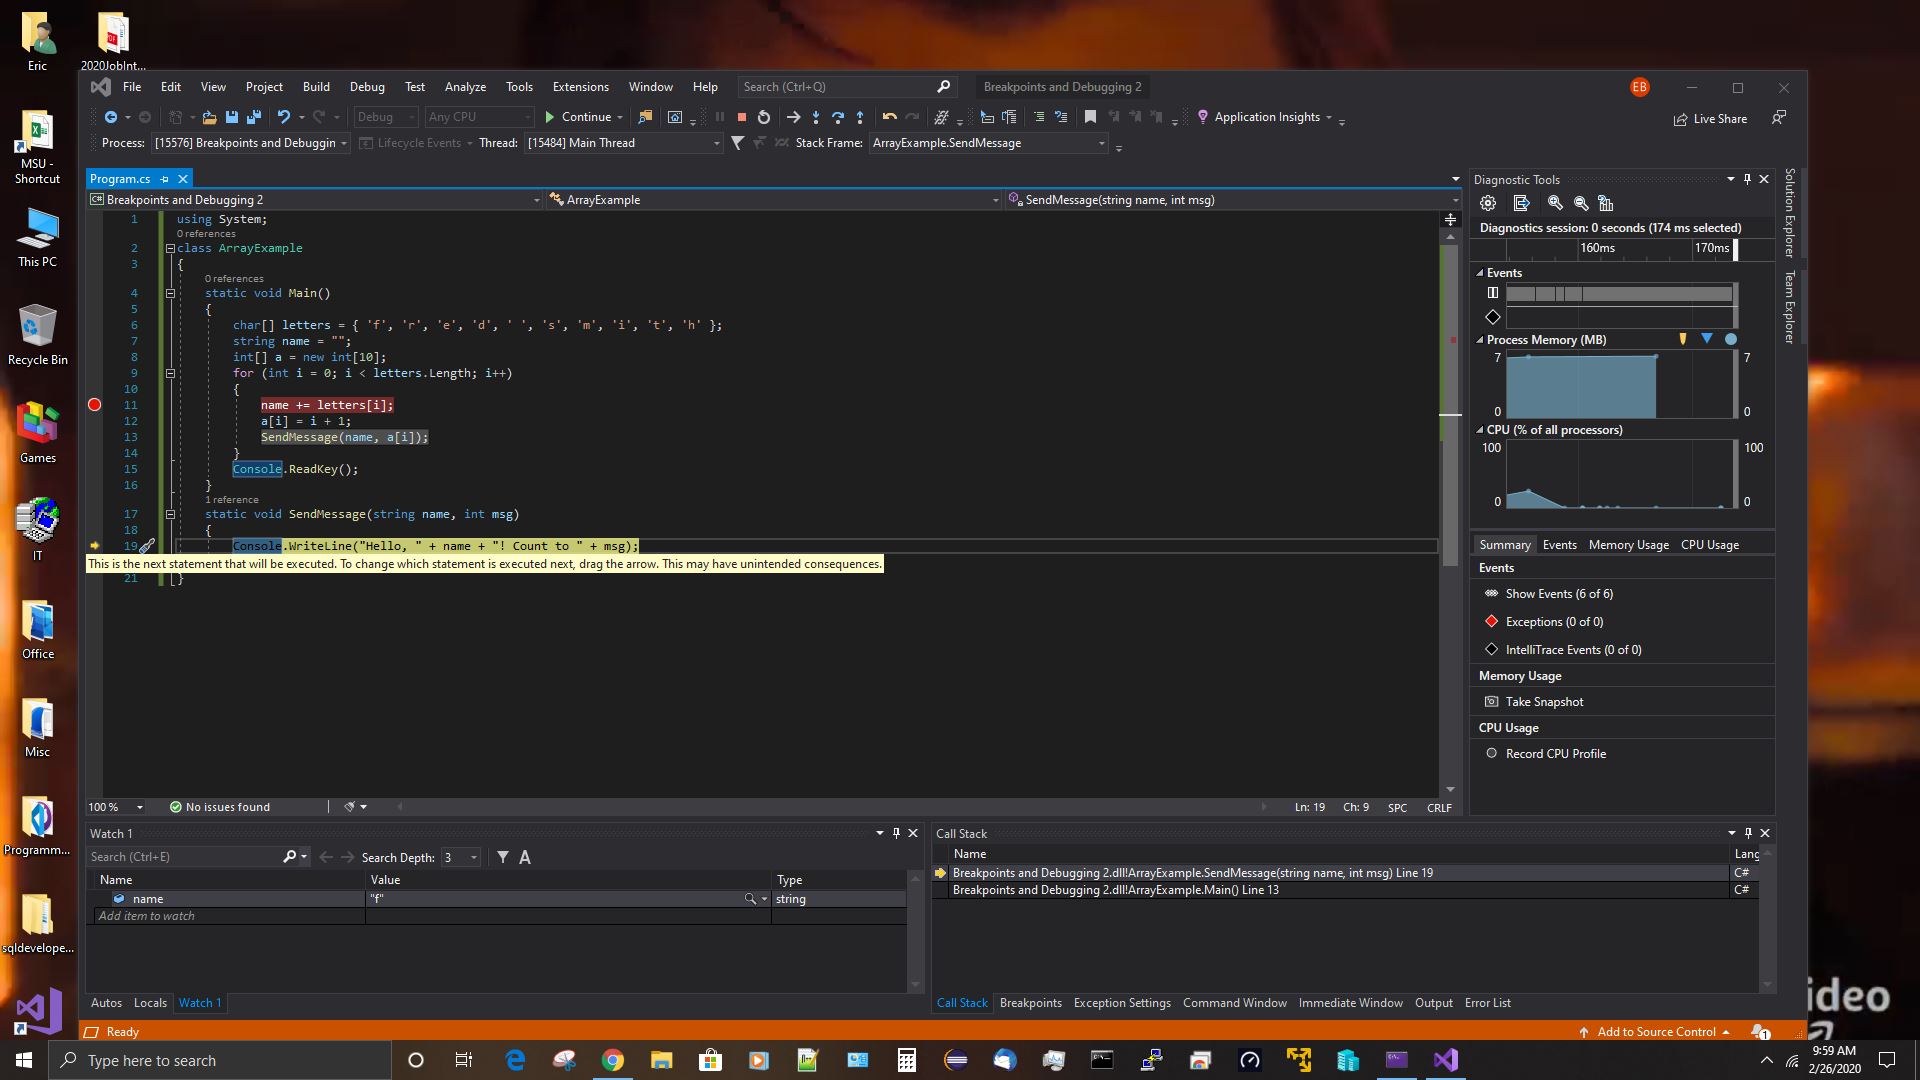 Eric
2020JobInt...
MSU - Shortcut
This PC
Recycle Bin
Games
IT
Office
Misc
Programm...
sqldevelope...
File Edit View Project Build Debug Test Analyze Tools Extensions Window Help Search (Ctrl+Q) Breakpoints and Debugging 2 EB
Debug Any CPU Continue Application Insights Live Share
Process: [15576] Breakpoints and Debuggin Lifecycle Events Thread: [15484] Main Thread Stack Frame: ArrayExample.SendMessage
Program.cs
C# Breakpoints and Debugging 2 ArrayExample SendMessage(string name, int msg)
1 using System;
0 references
2 class ArrayExample
3 {
0 references
4 static void Main()
5 {
6 char[] letters = { 'f', 'r', 'e', 'd', ' ', 's', 'm', 'i', 't', 'h' };
7 string name = "";
8 int[] a = new int[10];
9 for (int i = 0; i < letters.Length; i++)
10 {
11 name += letters[i];
12 a[i] = i + 1;
13 SendMessage(name, a[i]);
14 }
15 Console.ReadKey();
16 }
1 reference
17 static void SendMessage(string name, int msg)
18 {
19 Console.WriteLine("Hello, " + name + "! Count to " + msg);
This is the next statement that will be executed. To change which statement is executed next, drag the arrow. This may have unintended consequences.
21 }
100 % No issues found Ln: 19 Ch: 9 SPC CRLF
Diagnostic Tools
Diagnostics session: 0 seconds (174 ms selected)
160ms 170ms
Events
Process Memory (MB)
7 7
0 0
CPU (% of all processors)
100 100
0 0
Summary Events Memory Usage CPU Usage
Events
Show Events (6 of 6)
Exceptions (0 of 0)
IntelliTrace Events (0 of 0)
Memory Usage
Take Snapshot
CPU Usage
Record CPU Profile
Solution Explorer
Team Explorer
Watch 1
Search (Ctrl+E) Search Depth: 3 A
Name Value Type
name "f" string
Add item to watch
Autos Locals Watch 1
Call Stack
Name Lang
Breakpoints and Debugging 2.dll!ArrayExample.SendMessage(string name, int msg) Line 19 C#
Breakpoints and Debugging 2.dll!ArrayExample.Main() Line 13 C#
Call Stack Breakpoints Exception Settings Command Window Immediate Window Output Error List
Ready Add to Source Control 1
ideo
Type here to search
9:59 AM
2/26/2020